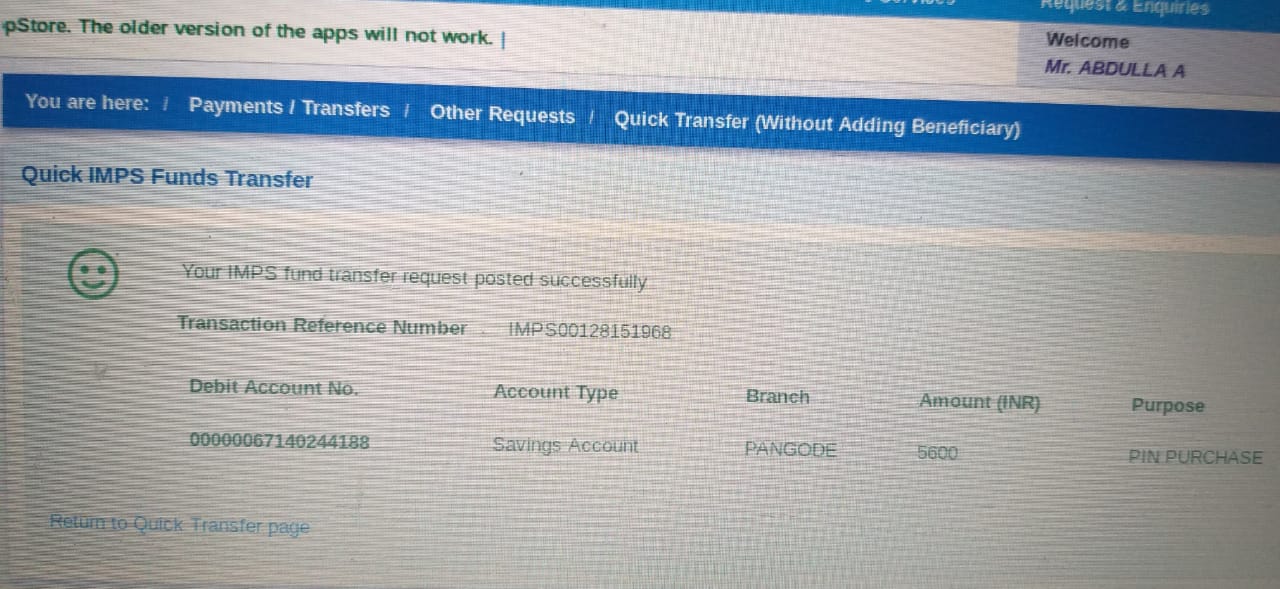 Request & Enquiries
pStore. The older version of the apps will not work. |
Welcome
Mr. ABDULLA A
You are here: / Payments / Transfers / Other Requests / Quick Transfer (Without Adding Beneficiary)
Quick IMPS Funds Transfer
Your IMPS fund transfer request posted successfully
Transaction Reference Number IMPS00128151968
Debit Account No. Account Type Branch Amount (INR) Purpose
00000067140244188 Savings Account PANGODE 5600 PIN PURCHASE
Return to Quick Transfer page